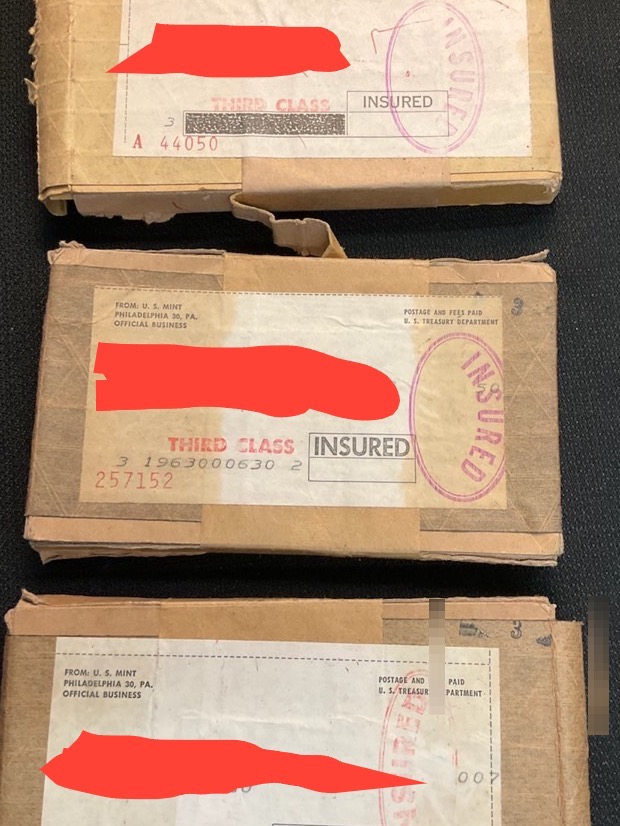 INSURED
THIRD CLASS INSURED
3
A 44050
FROM: U. S. MINT
PHILADELPHIA 30, PA.
OFFICIAL BUSINESS
POSTAGE AND FEES PAID
U. S. TREASURY DEPARTMENT
3
50
INSURED
THIRD CLASS INSURED
3 1963000630 2
257152
3
FROM: U. S. MINT
PHILADELPHIA 30, PA.
OFFICIAL BUSINESS
POSTAGE AND PAID
U. S. TREASUR PARTMENT
007